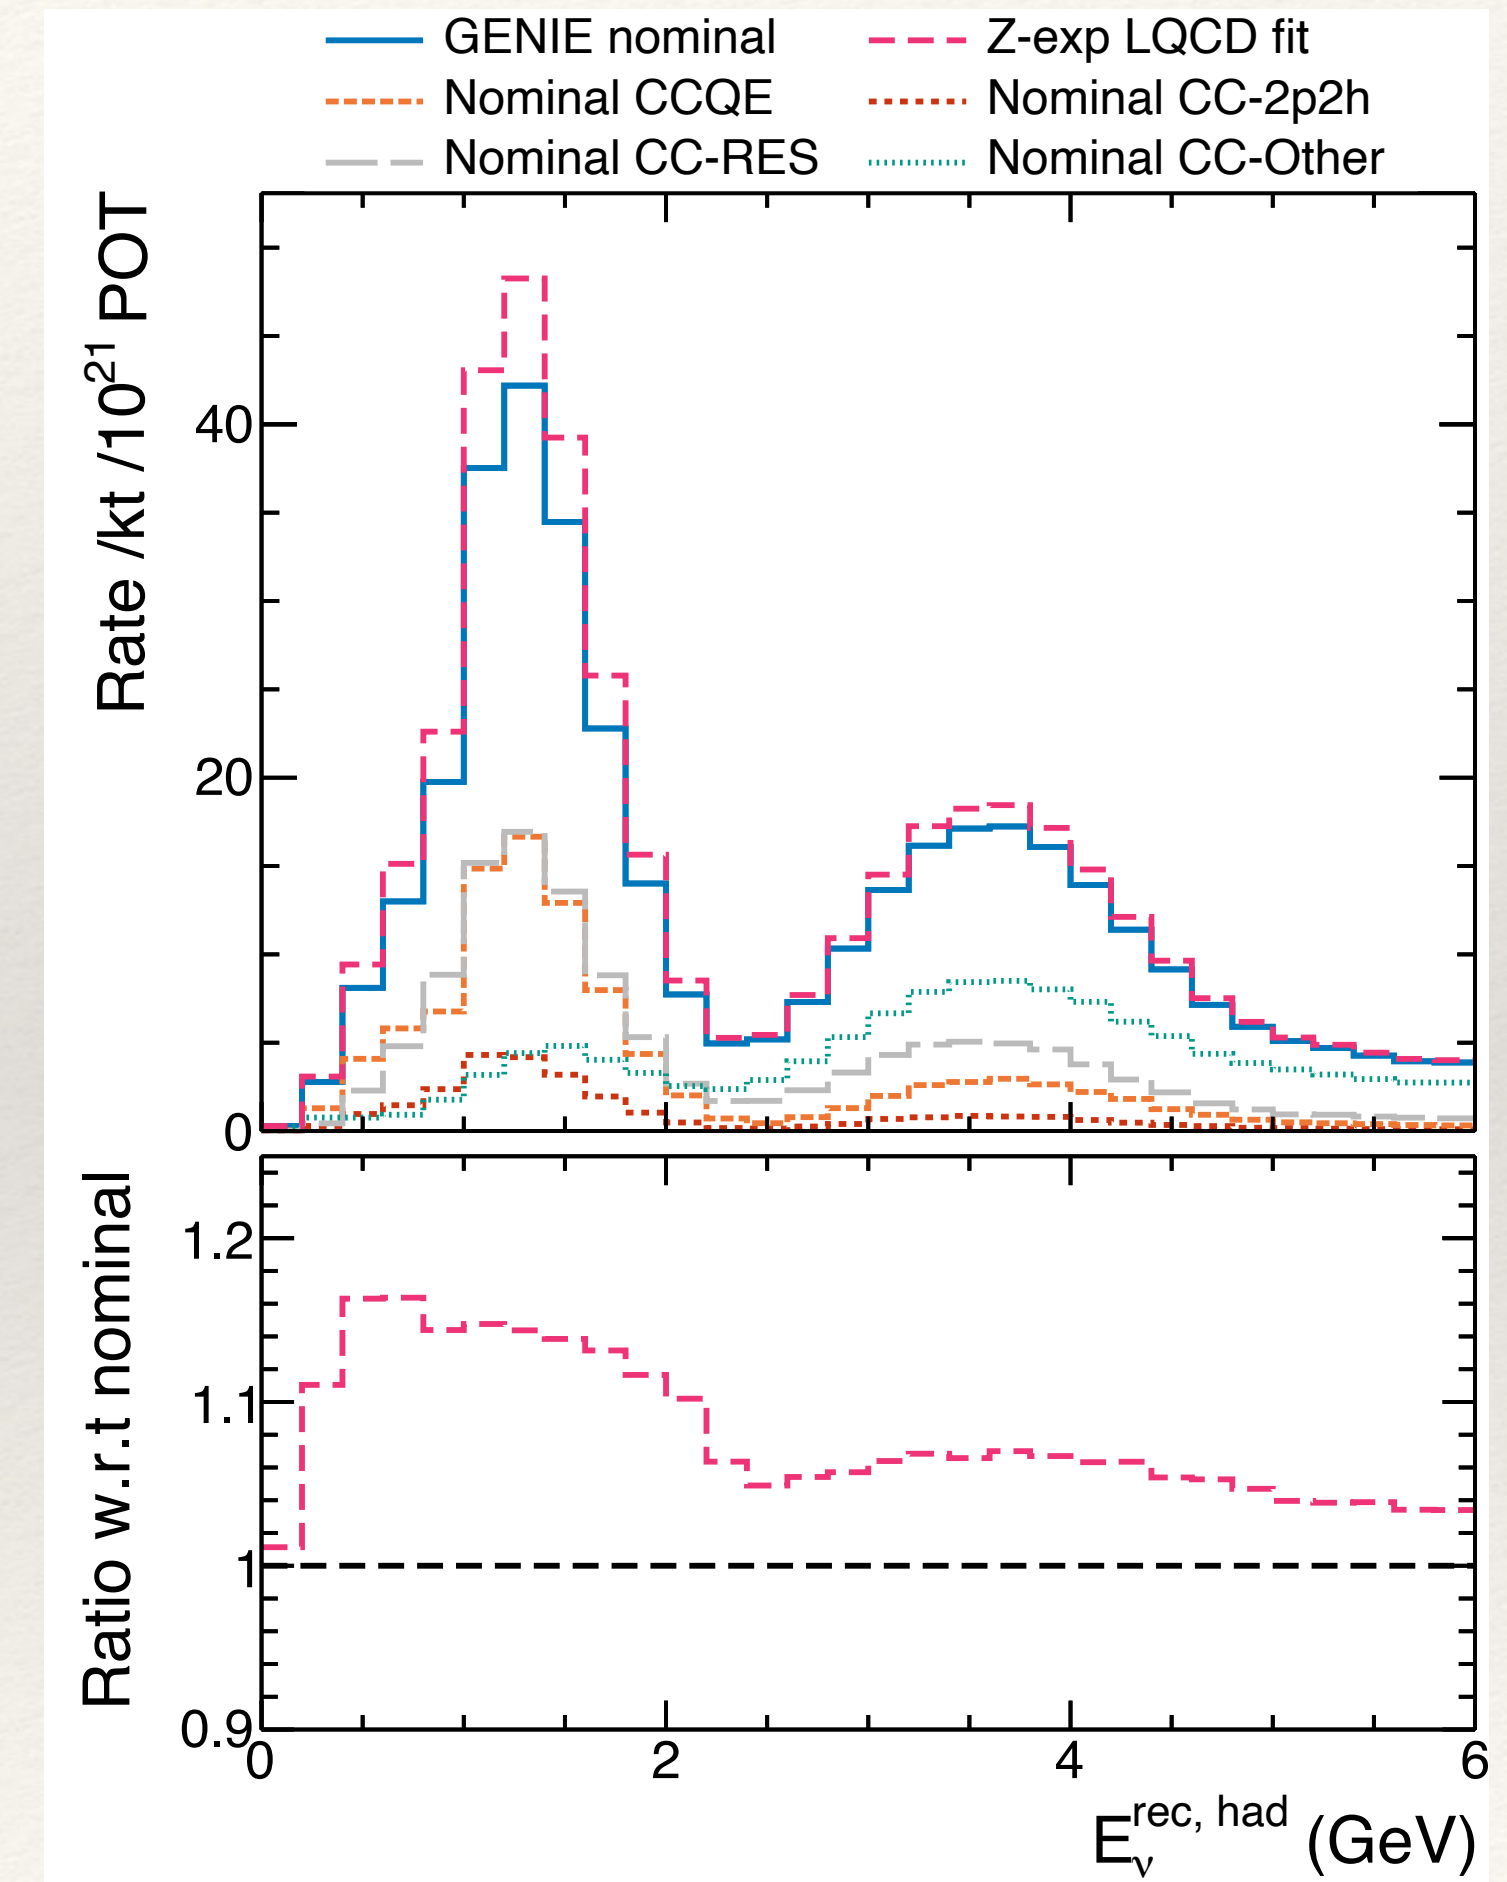 GENIE nominal
Z-exp LQCD fit
Nominal CCQE
Nominal CC-2p2h
Nominal CC-RES
Nominal CC-Other
Rate /kt /10²¹ POT
40
20
0
Ratio w.r.t nominal
1.2
1.1
1
0.9
0
2
4
6
E_ν^rec, had (GeV)